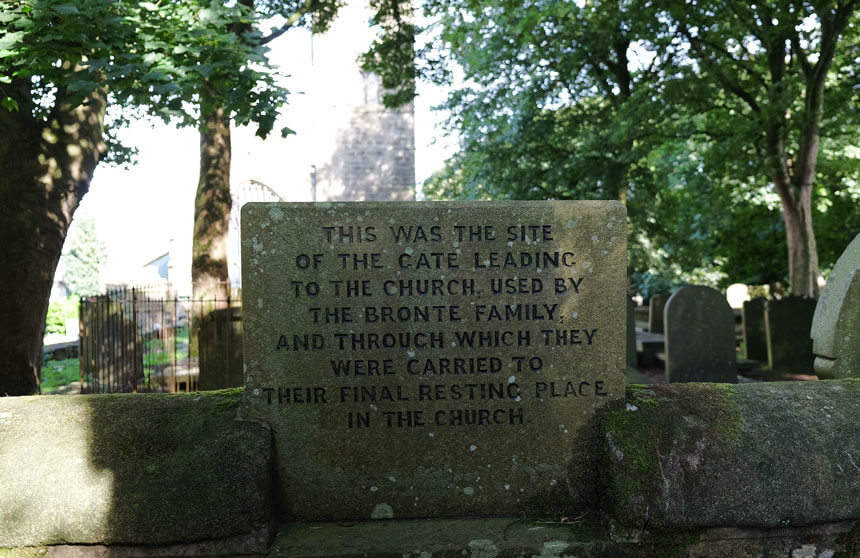 THIS WAS THE SITE
OF THE GATE LEADING
TO THE CHURCH, USED BY
THE BRONTE FAMILY,
AND THROUGH WHICH THEY
WERE CARRIED TO
THEIR FINAL RESTING PLACE
IN THE CHURCH.